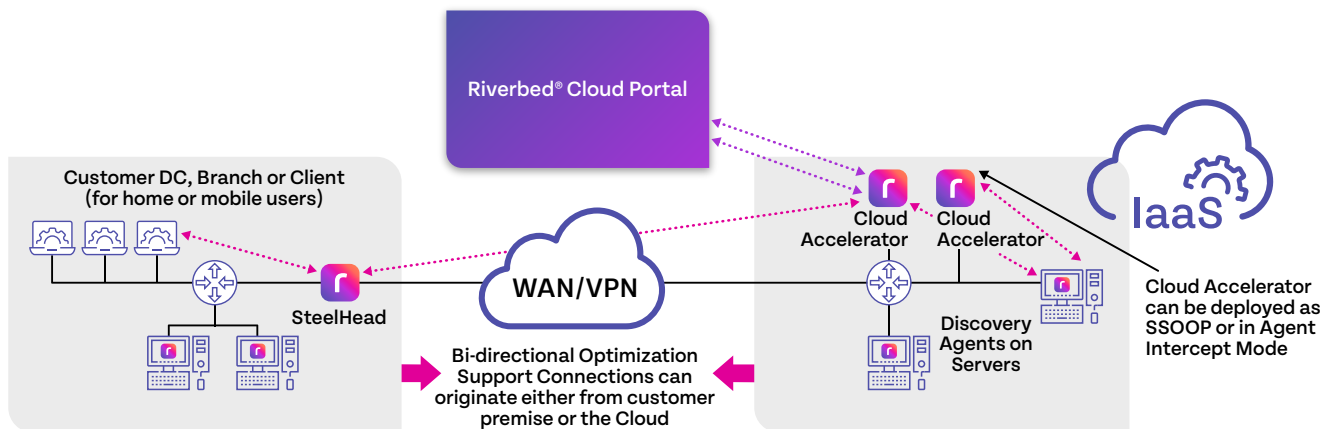 Riverbed® Cloud Portal
Customer DC, Branch or Client
(for home or mobile users)
SteelHead
WAN/VPN
Bi-directional Optimization
Support Connections can
originate either from customer
premise or the Cloud
Cloud
Accelerator
Cloud
Accelerator
Discovery
Agents on
Servers
IaaS
Cloud Accelerator
can be deployed as
SSOOP or in Agent
Intercept Mode